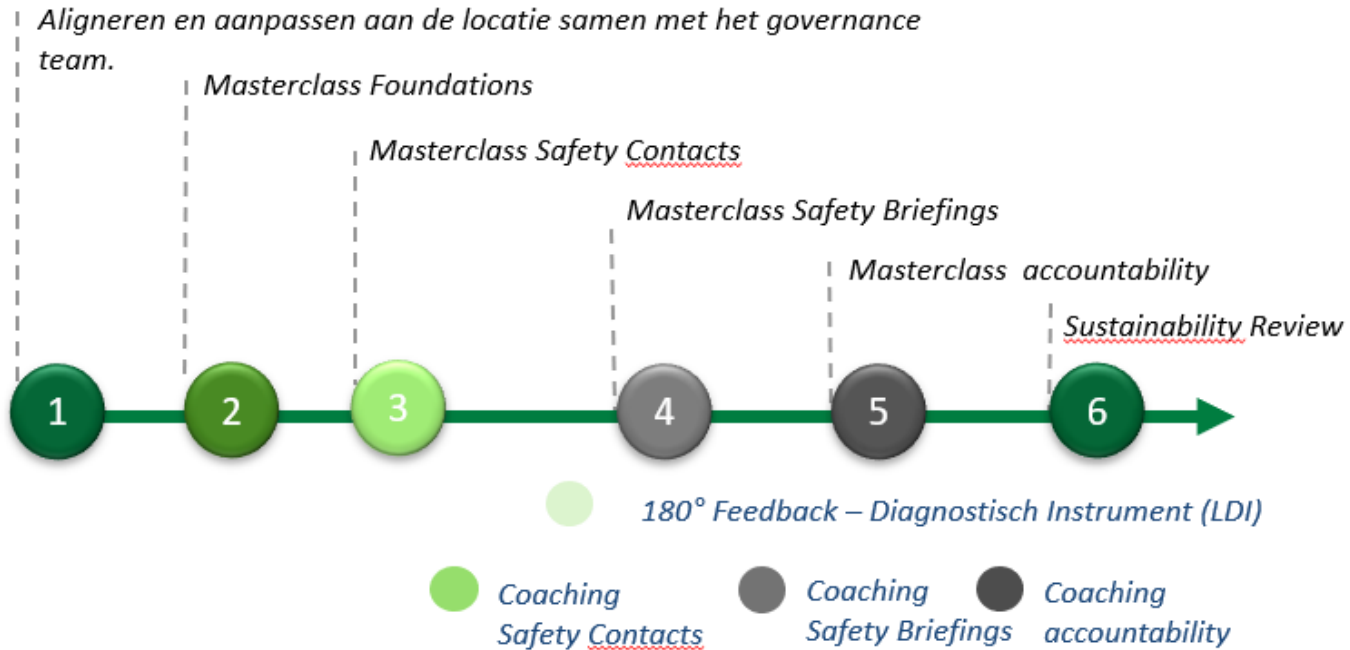 Aligneren en aanpassen aan de locatie samen met het governance
team.
Masterclass Foundations
Masterclass Safety Contacts
Masterclass Safety Briefings
Masterclass  accountability
Sustainability Review
1
2
3
4
5
6
180° Feedback – Diagnostisch Instrument (LDI)
Coaching
Safety Contacts
Coaching
Safety Briefings
Coaching
accountability